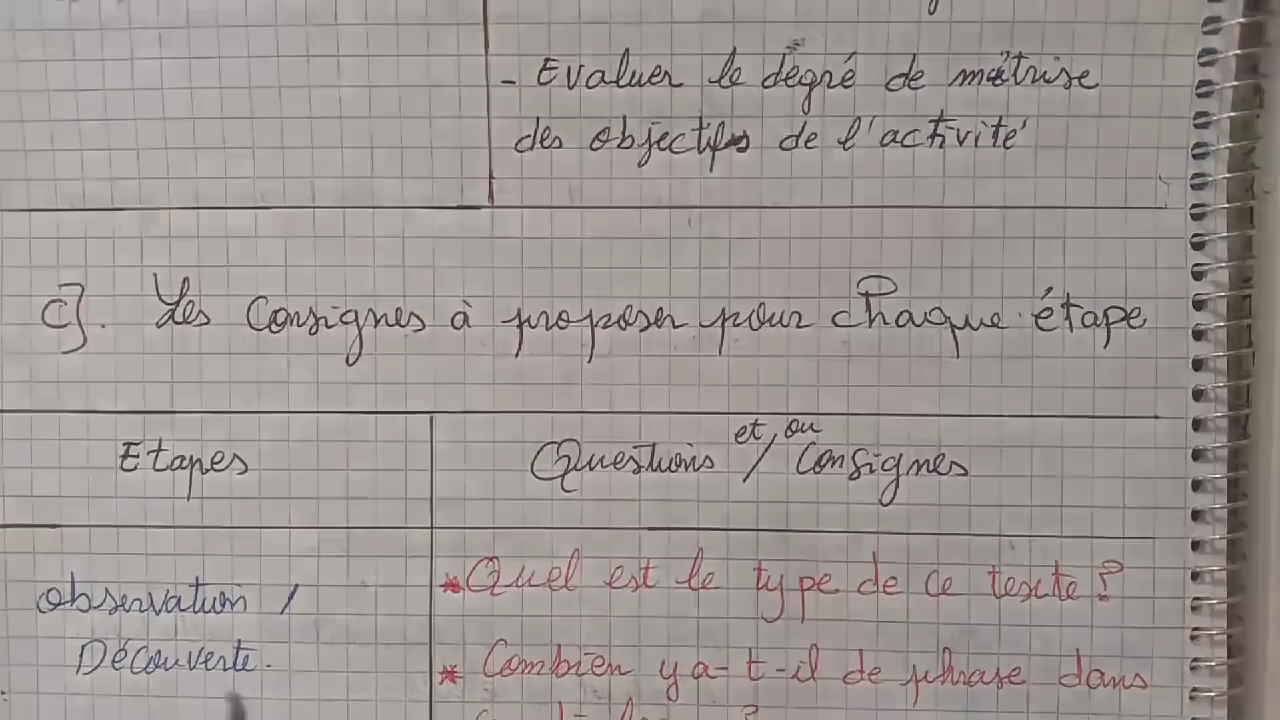 - Evaluer le dégré de maîtrise
des objectifs de l'activité
C]. Les Consignes à proposer pour chaque étape
Etapes
Questions et/ou Consignes
Observation /
Découverte.
*Quel est le type de ce texte ?
* Combien y a-t-il de phrase dans